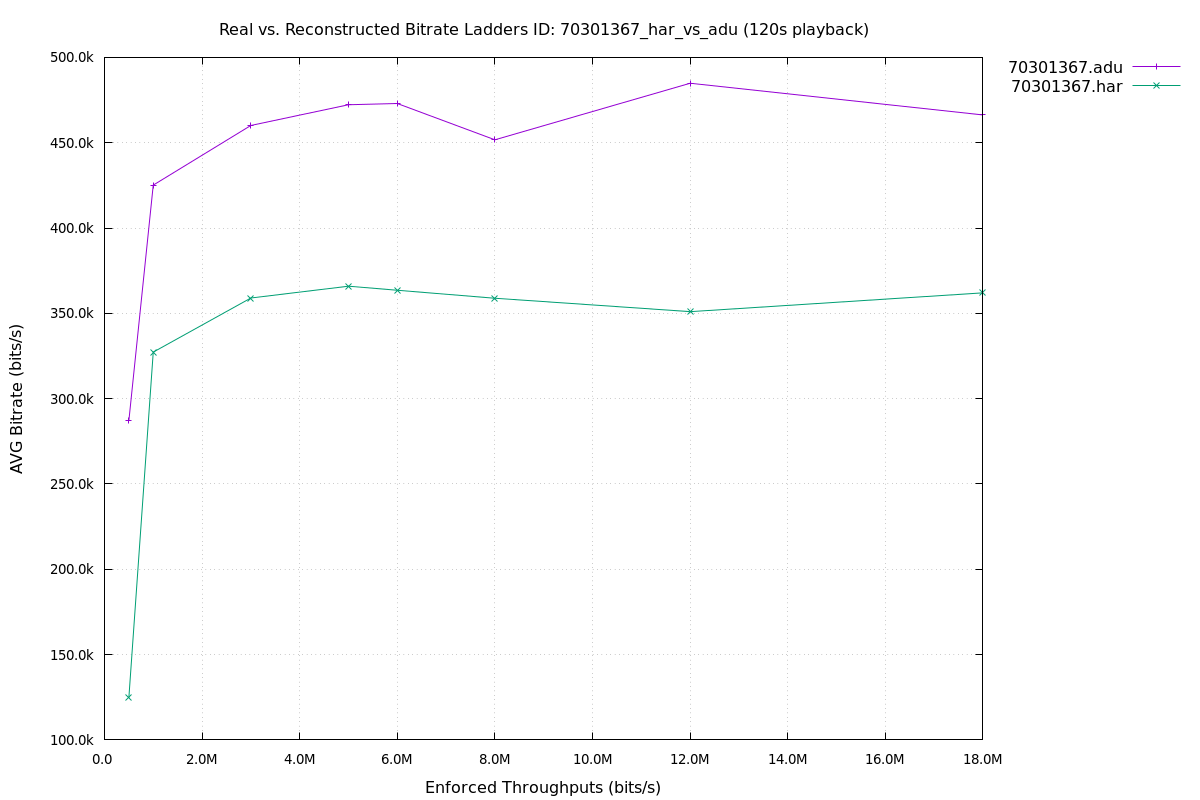 Real vs. Reconstructed Bitrate Ladders ID: 70301367_har_vs_adu (120s playback)
70301367.adu
70301367.har
500.0k
450.0k
400.0k
350.0k
300.0k
250.0k
200.0k
150.0k
100.0k
AVG Bitrate (bits/s)
0.0 2.0M 4.0M 6.0M 8.0M 10.0M 12.0M 14.0M 16.0M 18.0M
Enforced Throughputs (bits/s)